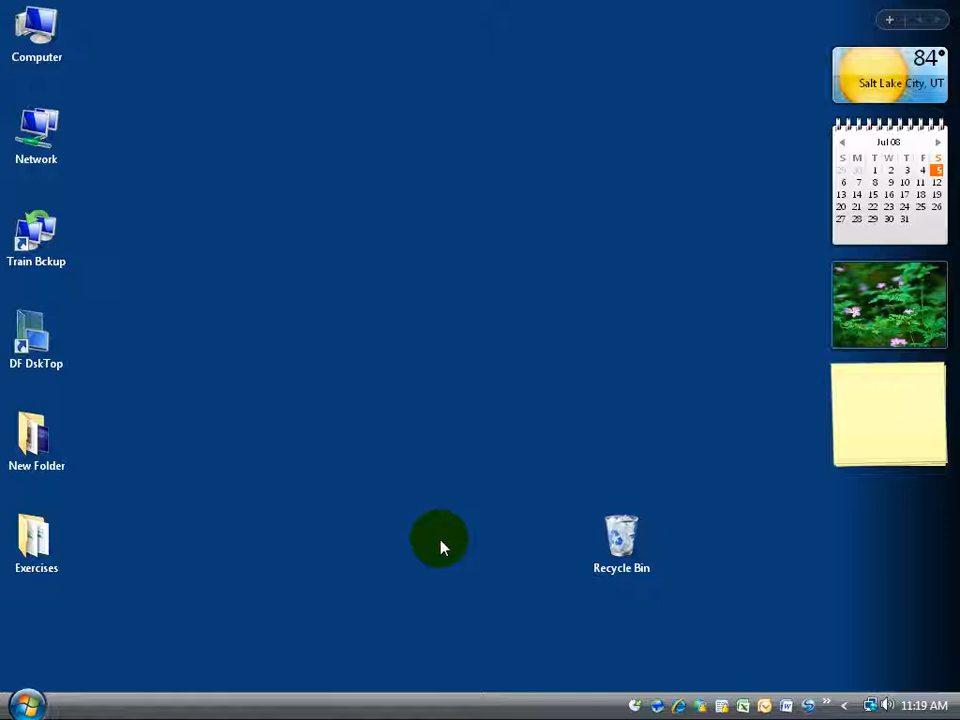 Computer
Network
Train Bckup
DF DskTop
New Folder
Exercises
Recycle Bin
84°
Salt Lake City, UT
Jul 08
S M T W T F S
29 30 1 2 3 4 5
6 7 8 9 10 11 12
13 14 15 16 17 18 19
20 21 22 23 24 25 26
27 28 29 30 31
11:19 AM